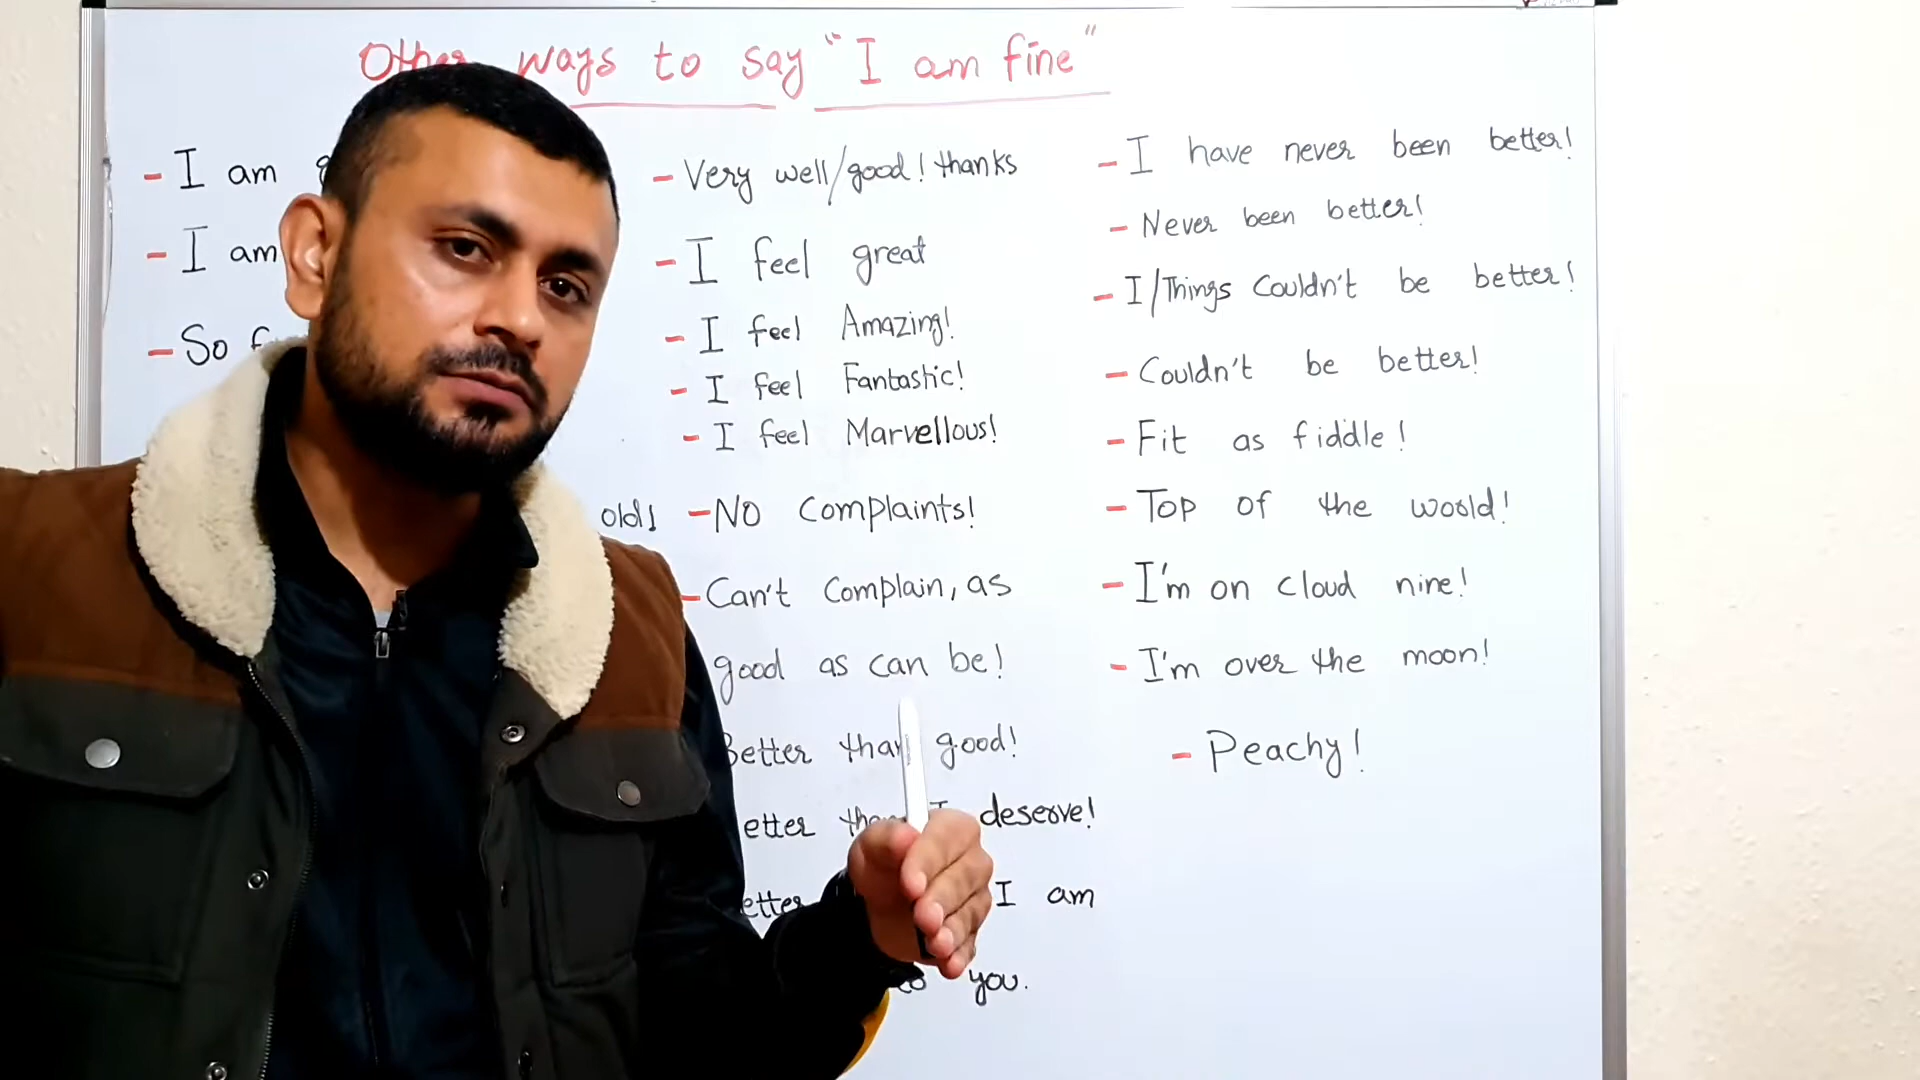 Other ways to say "I am fine"
- I am
- I am
- So
old!
- Very well/good! thanks
- I feel great
- I feel Amazing!
- I feel Fantastic!
- I feel Marvellous!
- NO Complaints!
- Can't Complain, as
good as can be!
Better than good!
etter than I deserve!
etter I am
to you.
- I have never been better!
- Never been better!
- I/Things Couldn't be better!
- Couldn't be better!
- Fit as fiddle!
- Top of the world!
- I'm on cloud nine!
- I'm over the moon!
- Peachy!